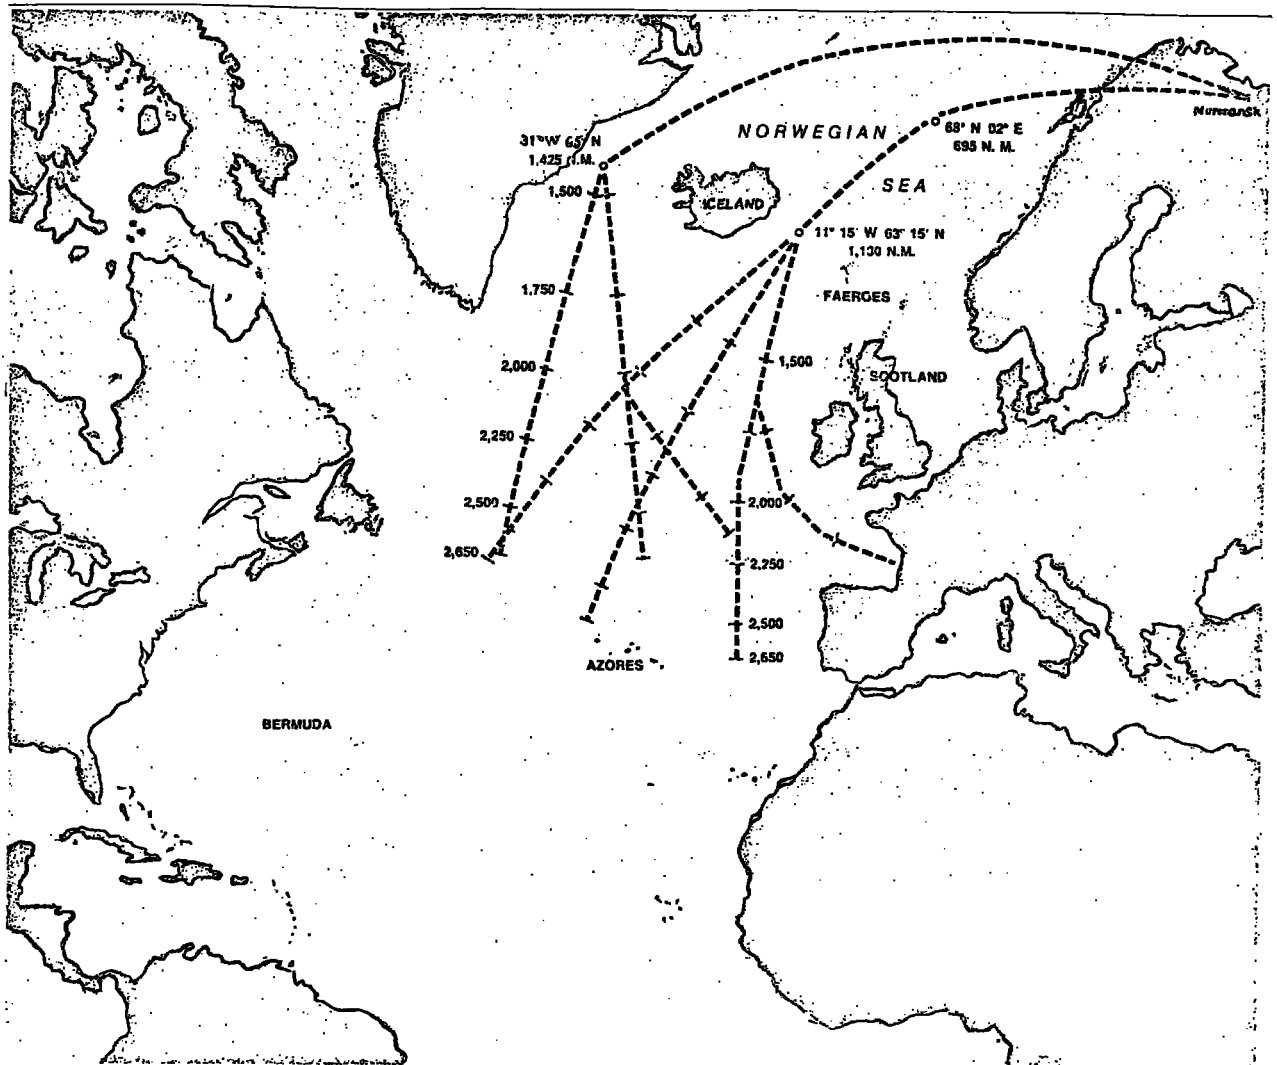 Murmansk
NORWEGIAN
68° N 02° E
695 N. M.
31° W 65° N
1,425 N.M.
1,500
SEA
ICELAND
11° 15' W 63° 15' N
1,130 N.M.
1,750
FAERGES
2,000
1,500
SCOTLAND
2,250
2,500
2,000
2,650
2,250
2,500
AZORES
2,650
BERMUDA